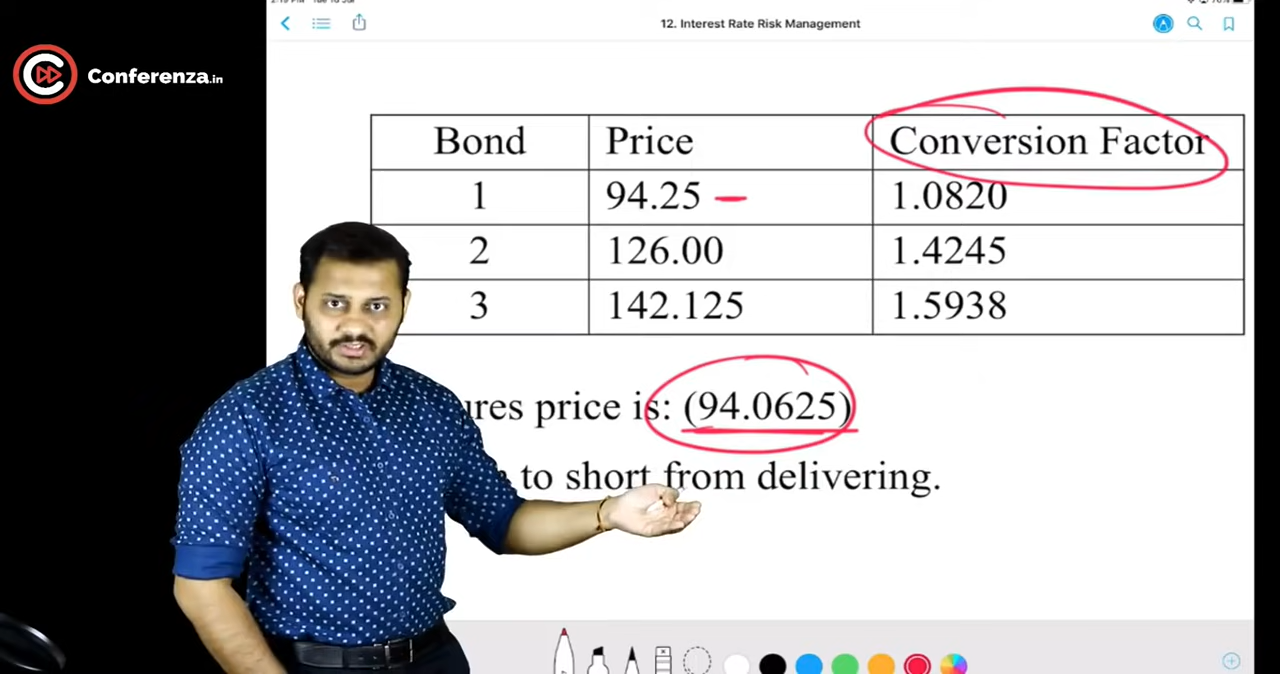 12. Interest Rate Risk Management
Conferenza.in
Bond Price Conversion Factor
1 94.25 1.0820
2 126.00 1.4245
3 142.125 1.5938
ures price is: (94.0625)
to short from delivering.